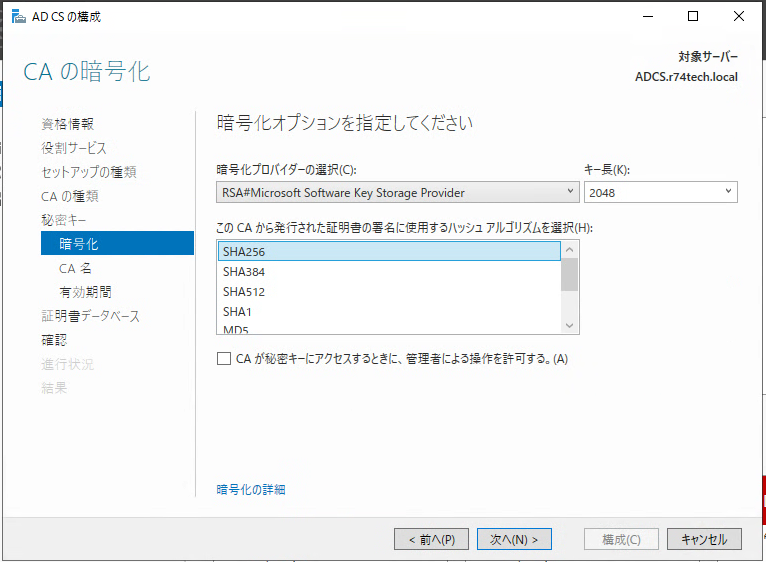 AD CS の構成
CA の暗号化
対象サーバー
ADCS.r74tech.local
資格情報
役割サービス
セットアップの種類
CA の種類
秘密キー
暗号化
CA 名
有効期間
証明書データベース
確認
進行状況
結果
暗号化オプションを指定してください
暗号化プロバイダーの選択(C):
キー長(K):
RSA#Microsoft Software Key Storage Provider
2048
この CA から発行された証明書の署名に使用するハッシュ アルゴリズムを選択(H):
SHA256
SHA384
SHA512
SHA1
MD5
CA が秘密キーにアクセスするときに、管理者による操作を許可する。(A)
暗号化の詳細
< 前へ(P)
次へ(N) >
構成(C)
キャンセル